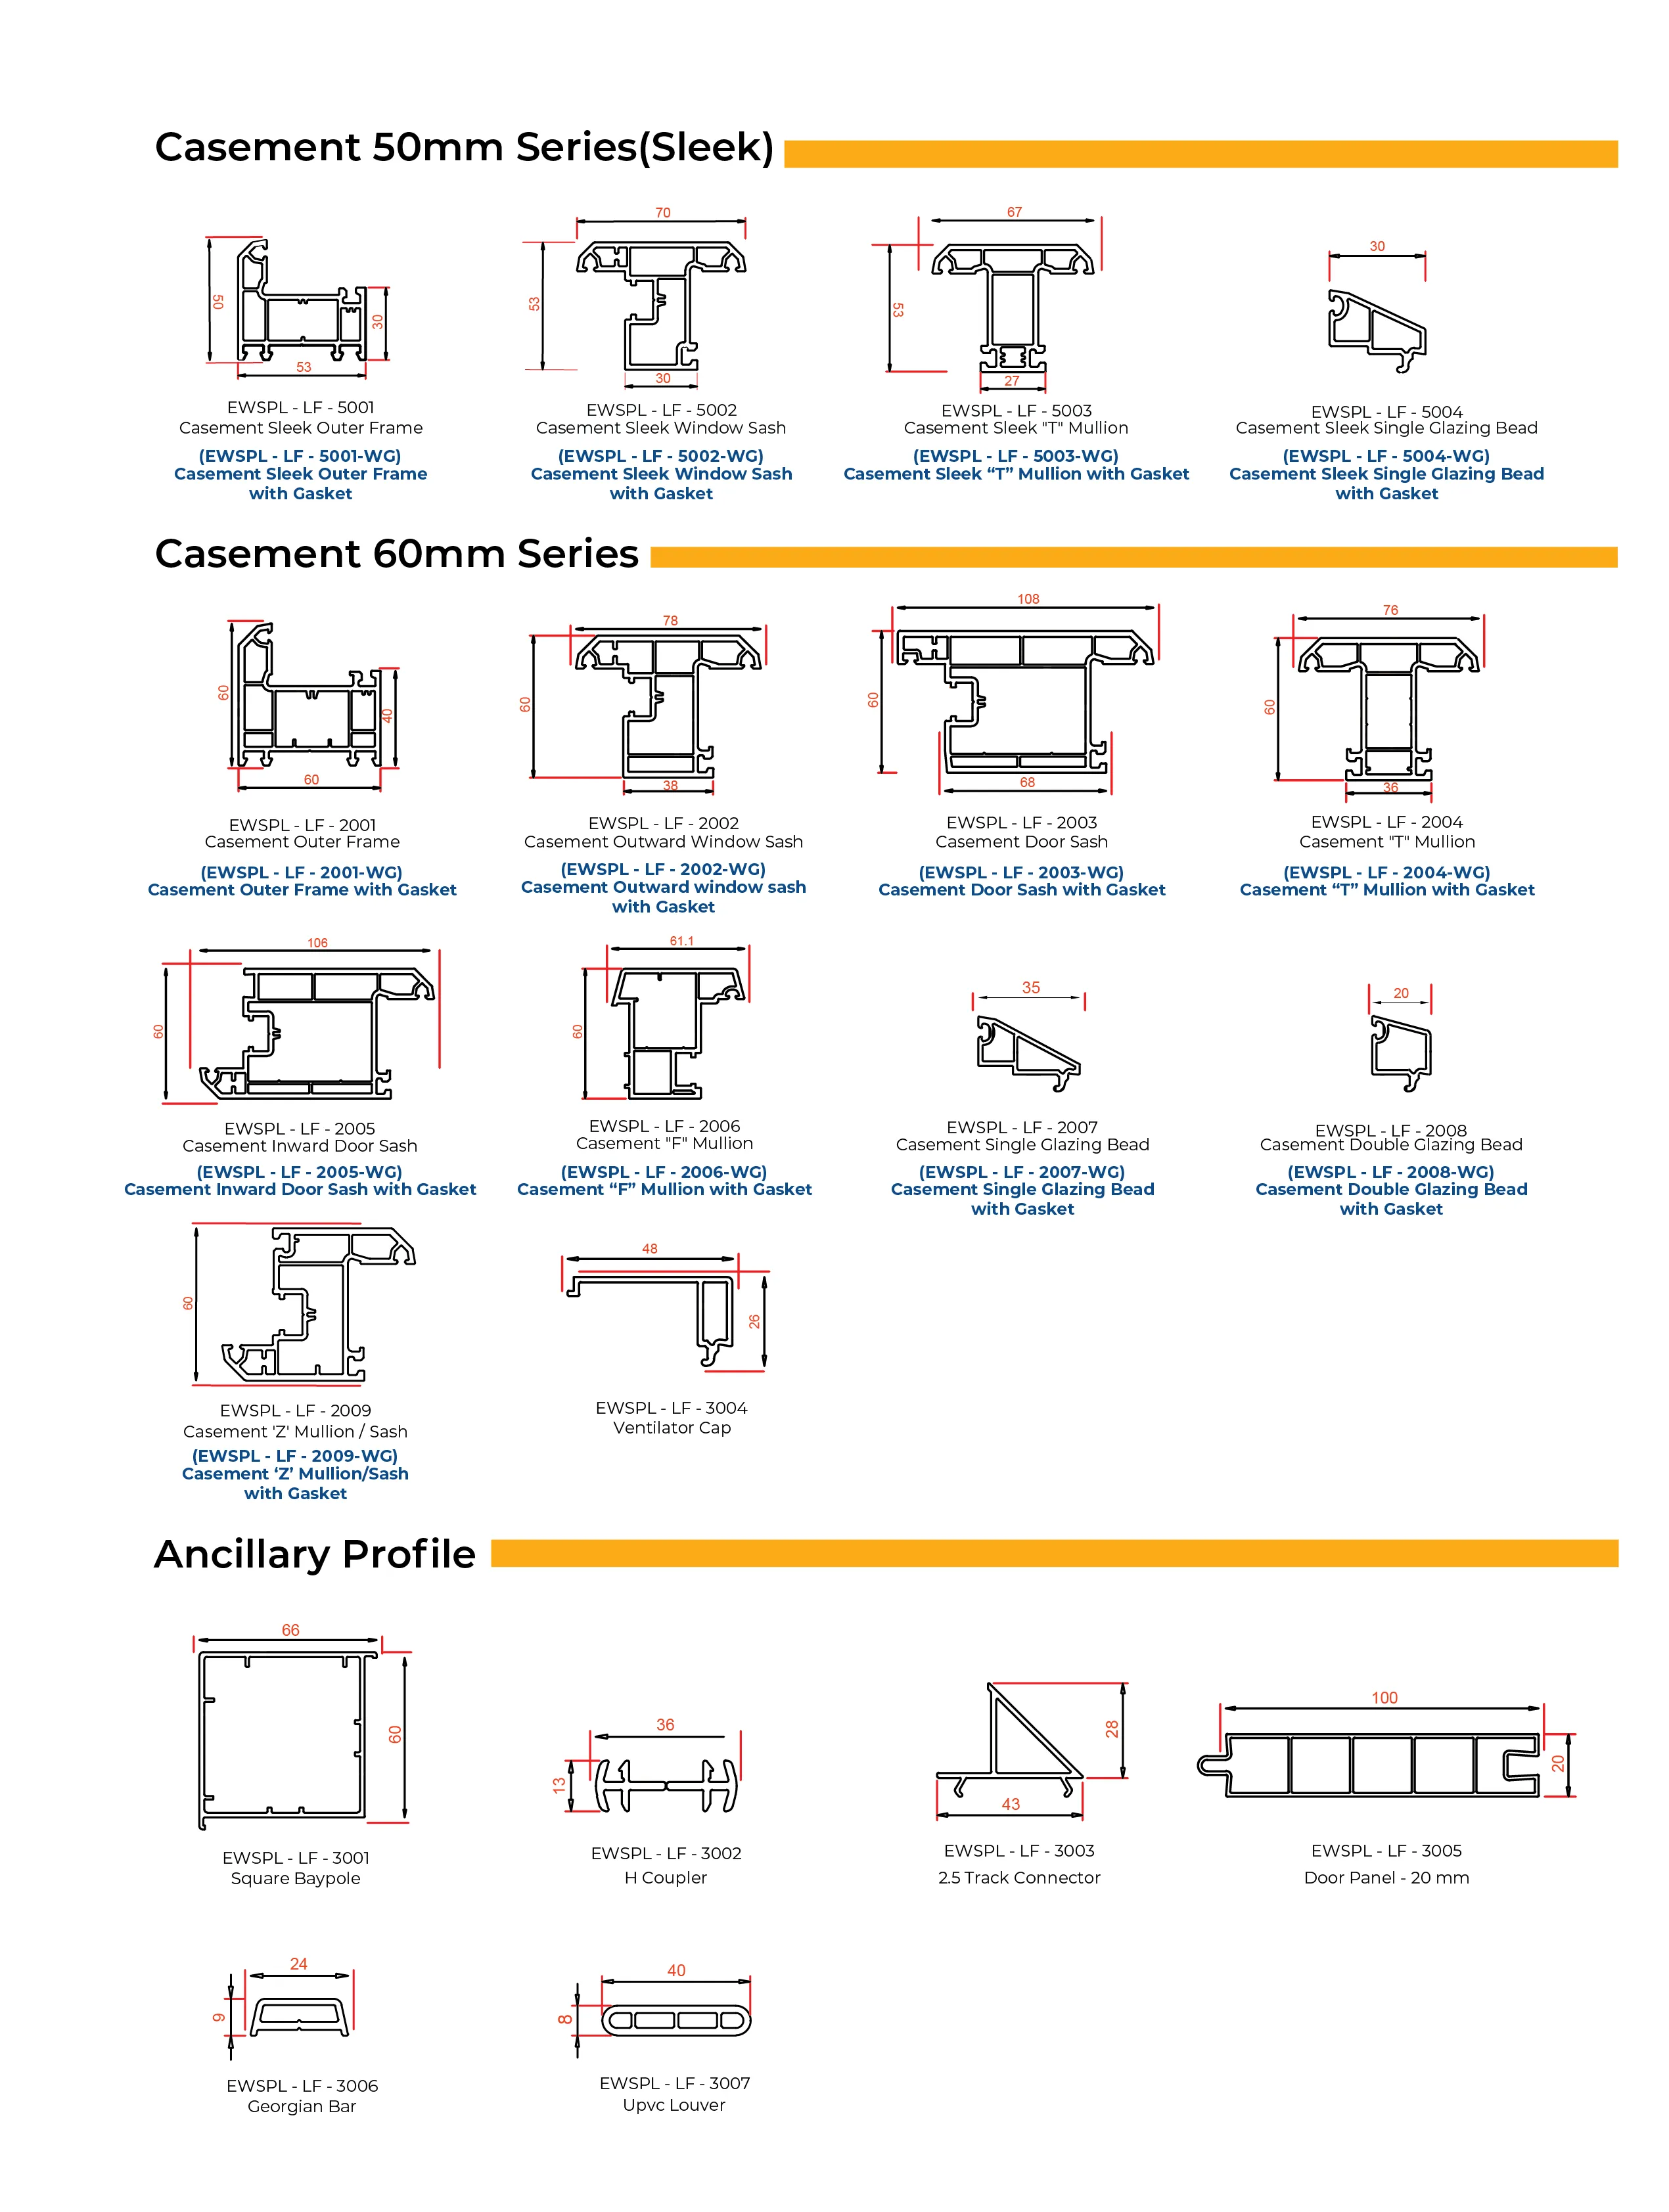 Casement 50mm Series(Sleek)
70
67
30
50
53
53
30
53
30
27
EWSPL - LF - 5001
Casement Sleek Outer Frame
(EWSPL - LF - 5001-WG)
Casement Sleek Outer Frame
with Gasket
EWSPL - LF - 5002
Casement Sleek Window Sash
(EWSPL - LF - 5002-WG)
Casement Sleek Window Sash
with Gasket
EWSPL - LF - 5003
Casement Sleek "T" Mullion
(EWSPL - LF - 5003-WG)
Casement Sleek “T” Mullion with Gasket
EWSPL - LF - 5004
Casement Sleek Single Glazing Bead
(EWSPL - LF - 5004-WG)
Casement Sleek Single Glazing Bead
with Gasket
Casement 60mm Series
60
40
60
EWSPL - LF - 2001
Casement Outer Frame
(EWSPL - LF - 2001-WG)
Casement Outer Frame with Gasket
78
60
38
EWSPL - LF - 2002
Casement Outward Window Sash
(EWSPL - LF - 2002-WG)
Casement Outward window sash
with Gasket
108
60
68
EWSPL - LF - 2003
Casement Door Sash
(EWSPL - LF - 2003-WG)
Casement Door Sash with Gasket
76
60
36
EWSPL - LF - 2004
Casement "T" Mullion
(EWSPL - LF - 2004-WG)
Casement “T” Mullion with Gasket
106
60
EWSPL - LF - 2005
Casement Inward Door Sash
(EWSPL - LF - 2005-WG)
Casement Inward Door Sash with Gasket
61.1
60
EWSPL - LF - 2006
Casement "F" Mullion
(EWSPL - LF - 2006-WG)
Casement “F” Mullion with Gasket
35
EWSPL - LF - 2007
Casement Single Glazing Bead
(EWSPL - LF - 2007-WG)
Casement Single Glazing Bead
with Gasket
20
EWSPL - LF - 2008
Casement Double Glazing Bead
(EWSPL - LF - 2008-WG)
Casement Double Glazing Bead
with Gasket
60
EWSPL - LF - 2009
Casement 'Z' Mullion / Sash
(EWSPL - LF - 2009-WG)
Casement ‘Z’ Mullion/Sash
with Gasket
48
26
EWSPL - LF - 3004
Ventilator Cap
Ancillary Profile
66
60
EWSPL - LF - 3001
Square Baypole
36
13
EWSPL - LF - 3002
H Coupler
28
43
EWSPL - LF - 3003
2.5 Track Connector
100
20
EWSPL - LF - 3005
Door Panel - 20 mm
24
9
EWSPL - LF - 3006
Georgian Bar
40
8
EWSPL - LF - 3007
Upvc Louver